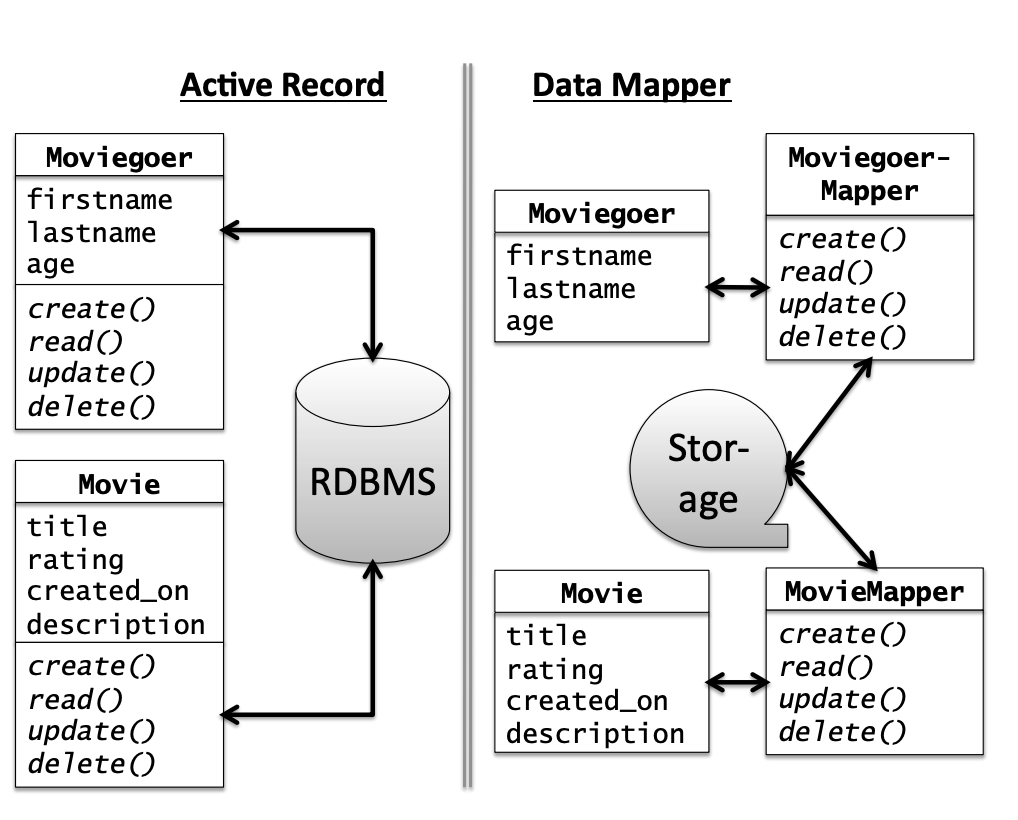 Active Record
Moviegoer
firstname
lastname
age
create()
read()
update()
delete()
Movie
title
rating
created_on
description
create()
read()
update()
delete()
RDBMS
Data Mapper
Moviegoer
firstname
lastname
age
Moviegoer-
Mapper
create()
read()
update()
delete()
Stor-
age
Movie
title
rating
created_on
description
MovieMapper
create()
read()
update()
delete()